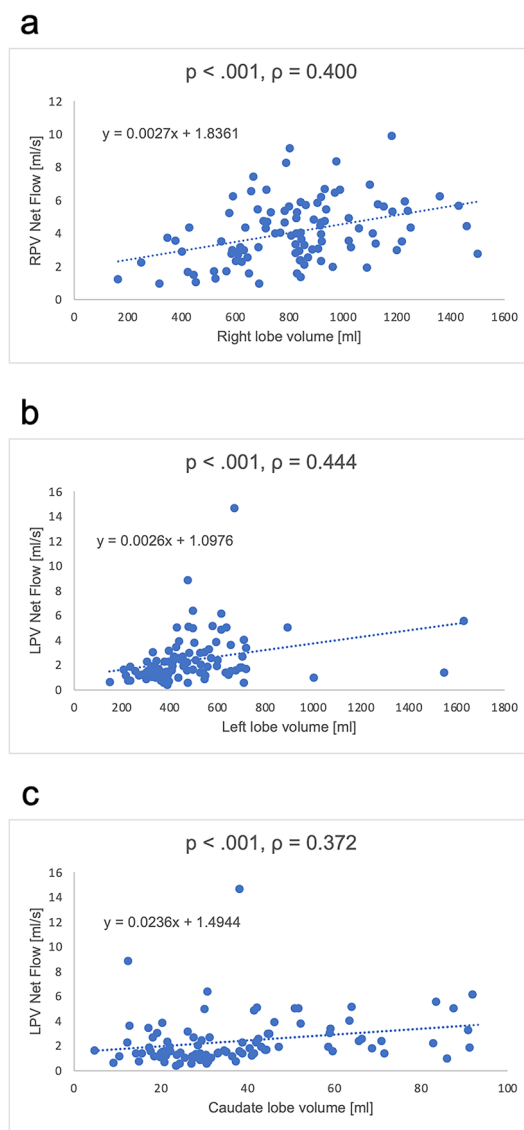 a
p < .001, ρ = 0.400
y = 0.0027x + 1.8361
RPV Net Flow [ml/s]
12
10
8
6
4
2
0
0 200 400 600 800 1000 1200 1400 1600
Right lobe volume [ml]
b
p < .001, ρ = 0.444
y = 0.0026x + 1.0976
LPV Net Flow [ml/s]
16
14
12
10
8
6
4
2
0
0 200 400 600 800 1000 1200 1400 1600 1800
Left lobe volume [ml]
c
p < .001, ρ = 0.372
y = 0.0236x + 1.4944
LPV Net Flow [ml/s]
16
14
12
10
8
6
4
2
0
0 20 40 60 80 100
Caudate lobe volume [ml]